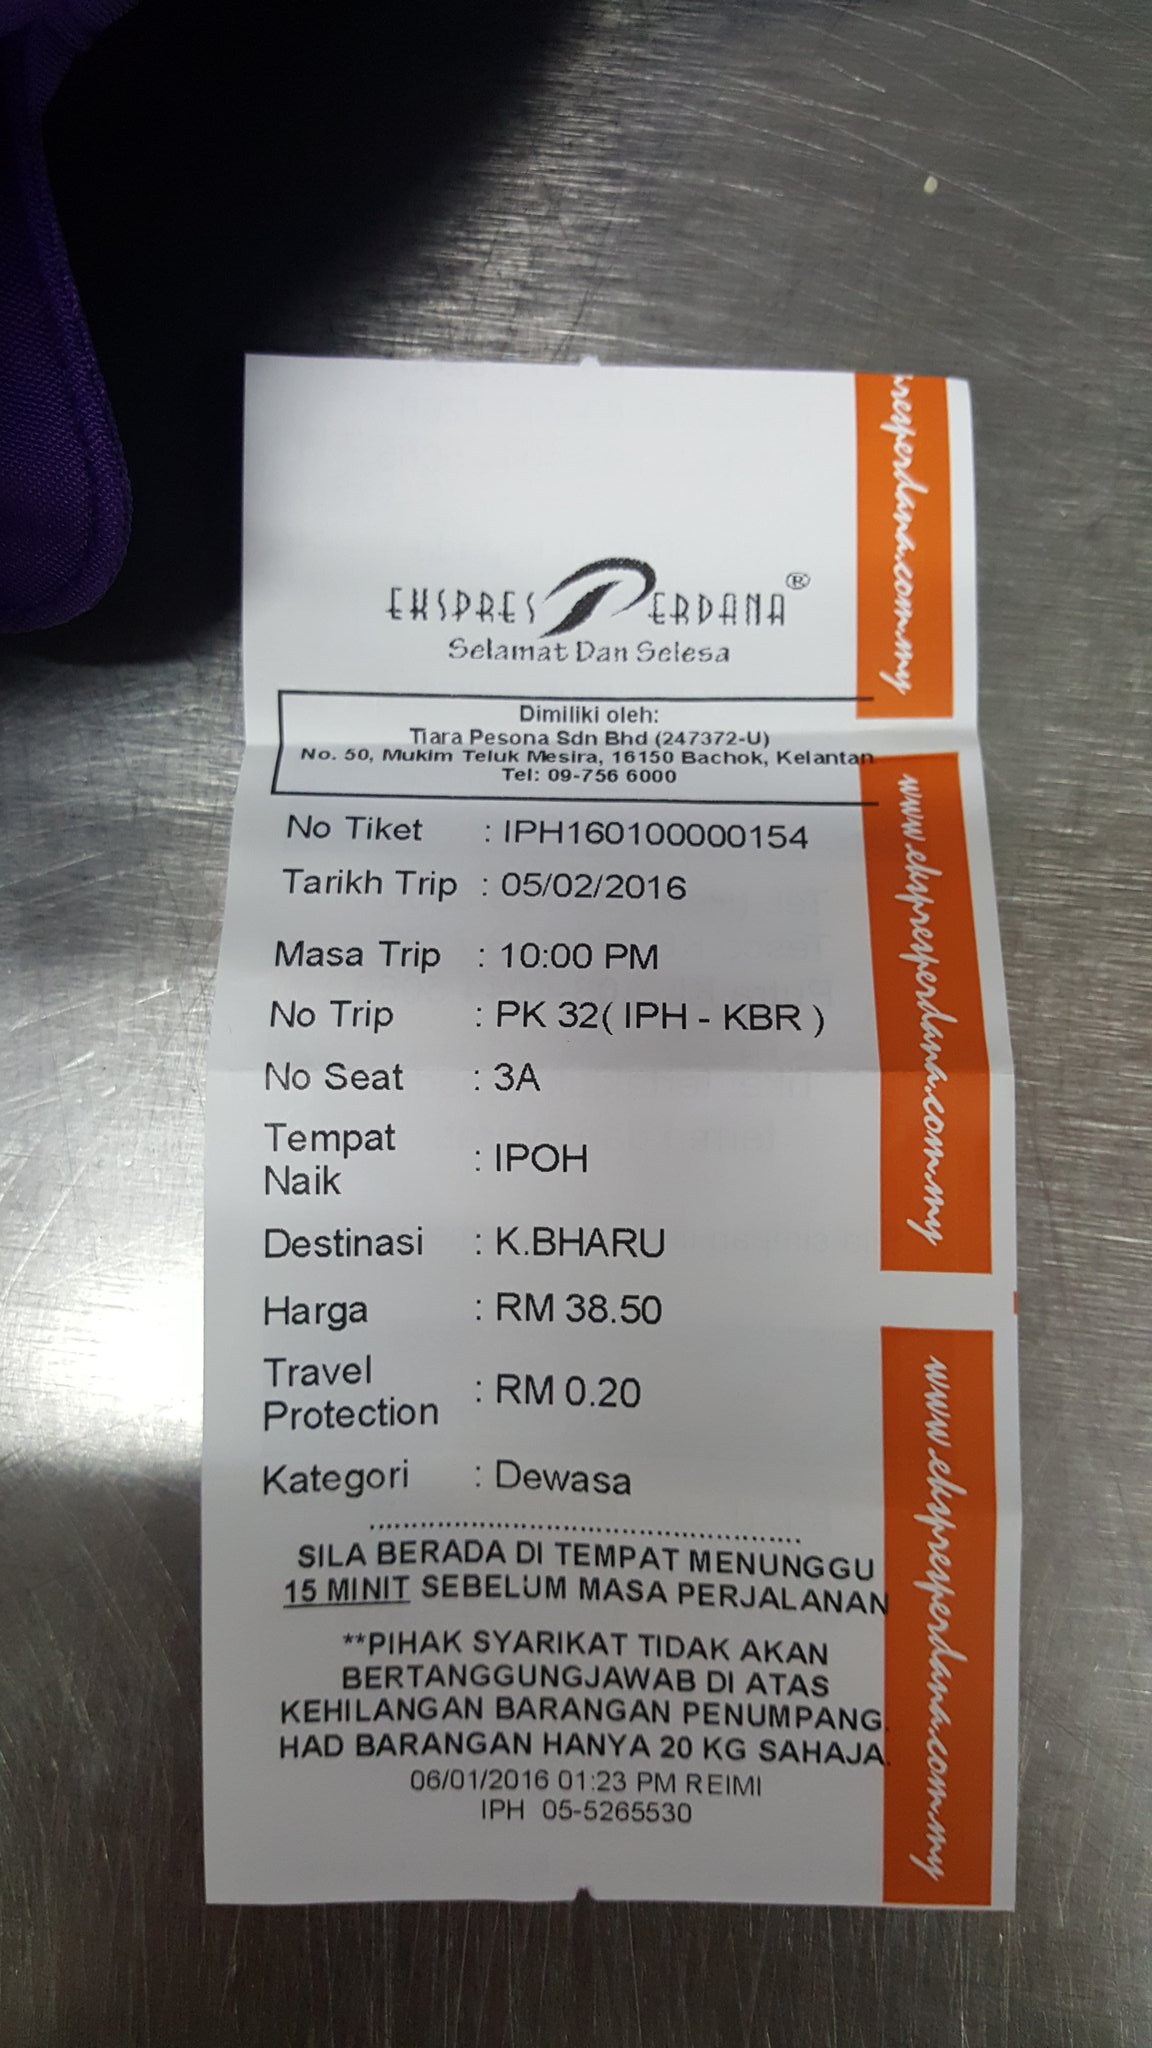 EKSPRES PERDANA®
Selamat Dan Selesa
Dimiliki oleh:
Tiara Pesona Sdn Bhd (247372-U)
No. 50, Mukim Teluk Mesira, 16150 Bachok, Kelantan
Tel: 09-756 6000
No Tiket : IPH160100000154
Tarikh Trip : 05/02/2016
Masa Trip : 10:00 PM
No Trip : PK 32( IPH - KBR )
No Seat : 3A
Tempat Naik : IPOH
Destinasi : K.BHARU
Harga : RM 38.50
Travel Protection : RM 0.20
Kategori : Dewasa
SILA BERADA DI TEMPAT MENUNGGU
15 MINIT SEBELUM MASA PERJALANAN
**PIHAK SYARIKAT TIDAK AKAN
BERTANGGUNGJAWAB DI ATAS
KEHILANGAN BARANGAN PENUMPANG.
HAD BARANGAN HANYA 20 KG SAHAJA.
06/01/2016 01:23 PM REIMI
IPH 05-5265530
www.ekspresperdana.com.my
www.ekspresperdana.com.my